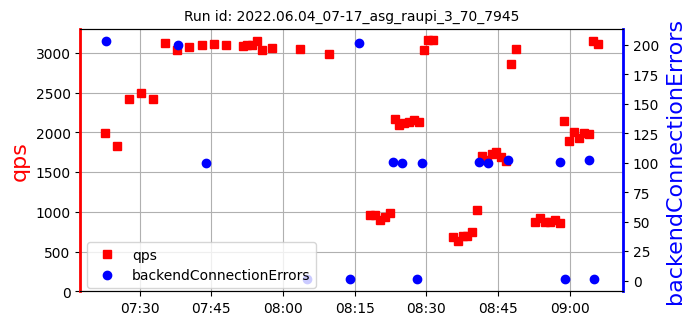 Run id: 2022.06.04_07-17_asg_raupi_3_70_7945
qps
3000
2500
2000
1500
1000
500
0
backendConnectionErrors
200
175
150
125
100
75
50
25
0
qps
backendConnectionErrors
07:30 07:45 08:00 08:15 08:30 08:45 09:00